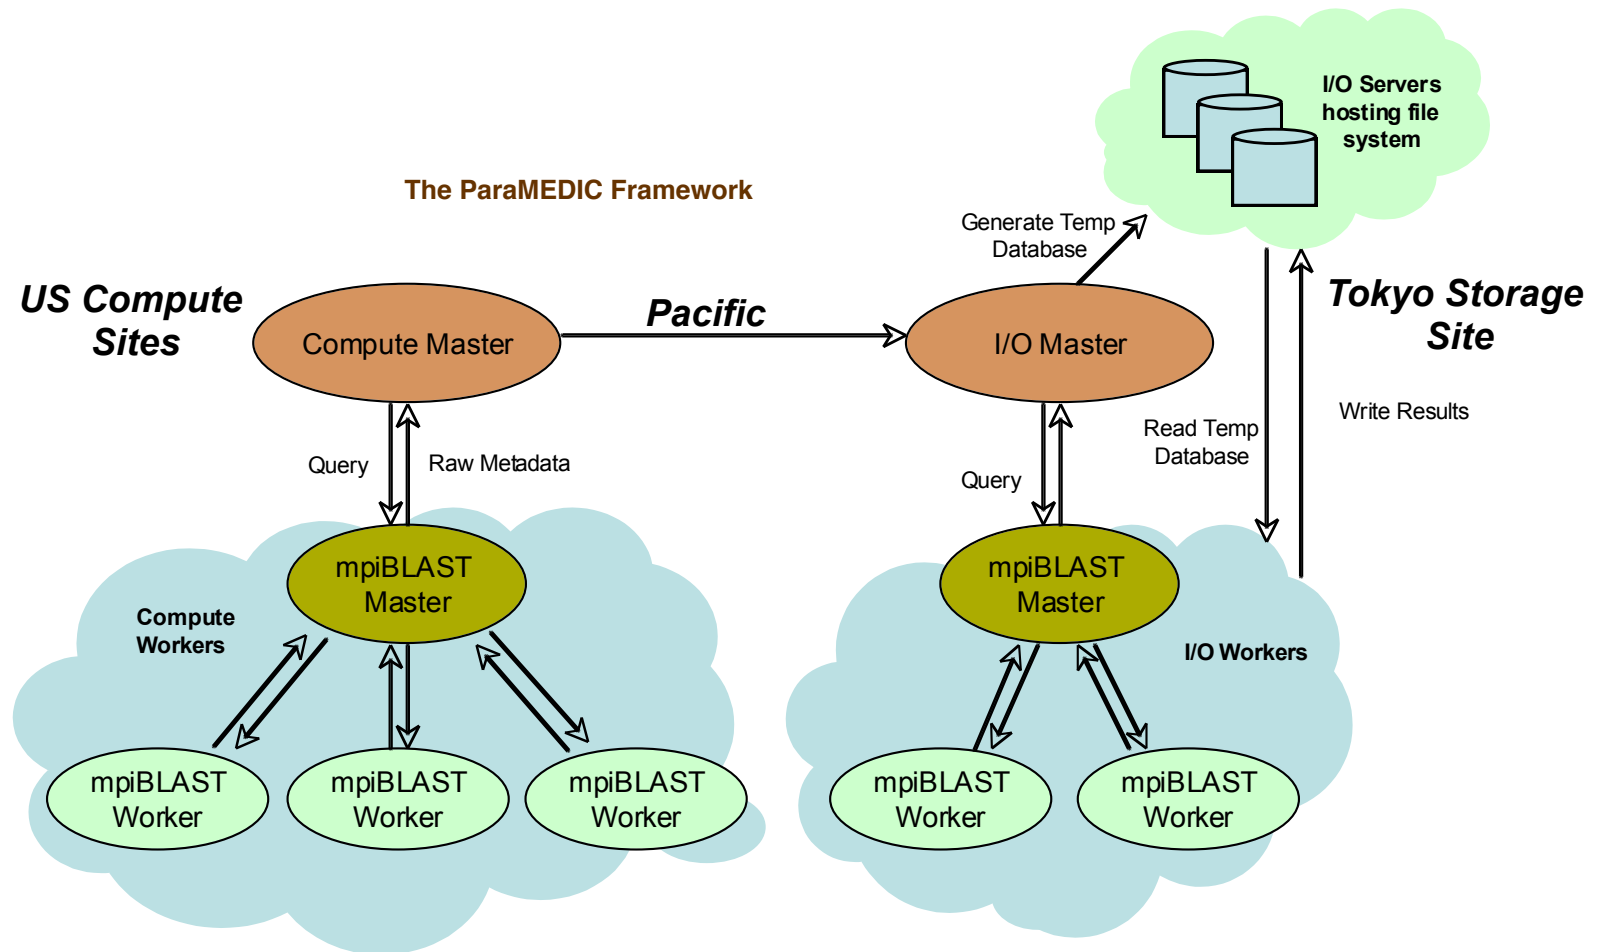 I/O Servers
hosting file
system
The ParaMEDIC Framework
Generate Temp
Database
US Compute
Sites
Pacific
Tokyo Storage
Site
Compute Master
I/O Master
Write Results
Read Temp
Database
Query
Raw Metadata
Query
mpiBLAST
Master
mpiBLAST
Master
Compute
Workers
I/O Workers
mpiBLAST
Worker
mpiBLAST
Worker
mpiBLAST
Worker
mpiBLAST
Worker
mpiBLAST
Worker